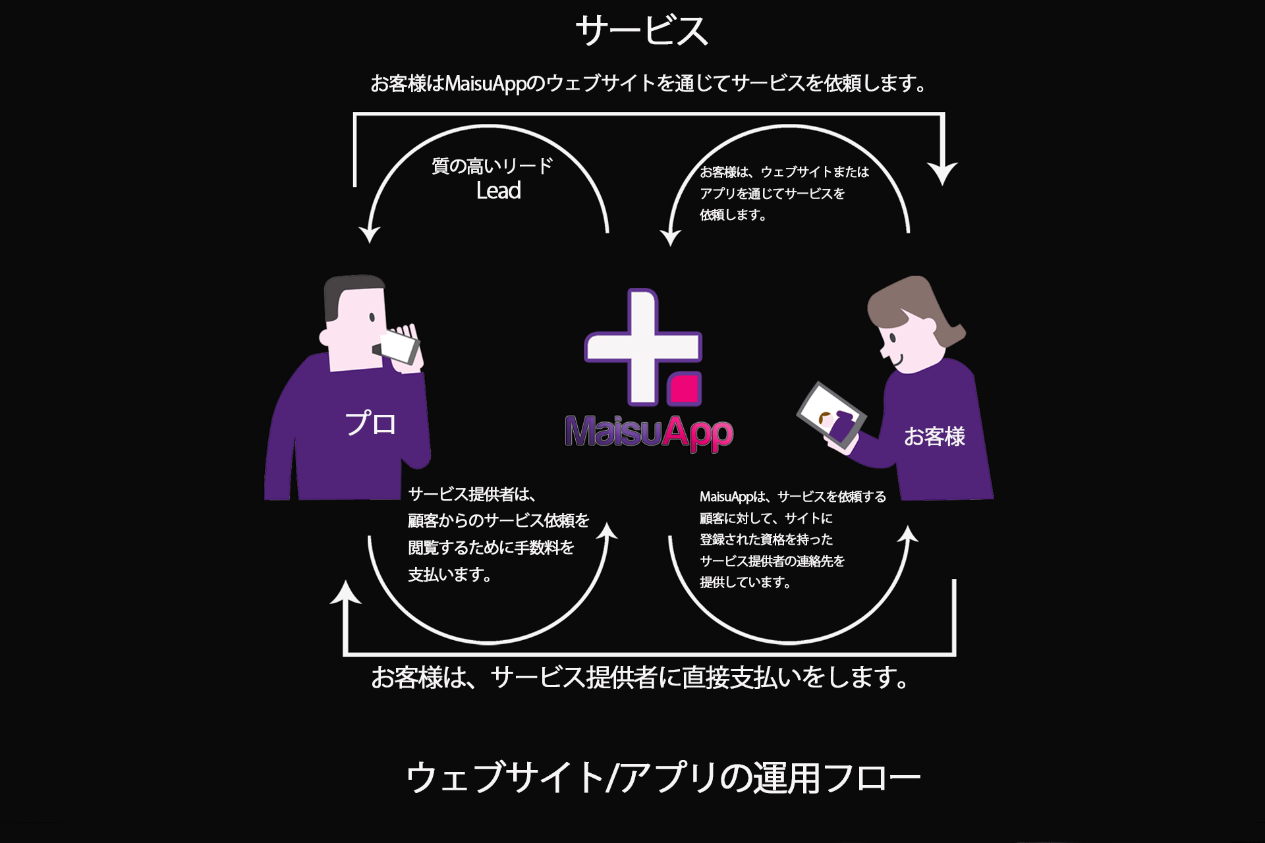 サービス
お客様はMaisuAppのウェブサイトを通じてサービスを依頼します。
質の高いリード
Lead
お客様は、ウェブサイトまたは
アプリを通じてサービスを
依頼します。
プロ
MaisuApp
お客様
サービス提供者は、
顧客からのサービス依頼を
閲覧するために手数料を
支払います。
MaisuAppは、サービスを依頼する
顧客に対して、サイトに
登録された資格を持った
サービス提供者の連絡先を
提供しています。
お客様は、サービス提供者に直接支払いをします。
ウェブサイト/アプリの運用フロー